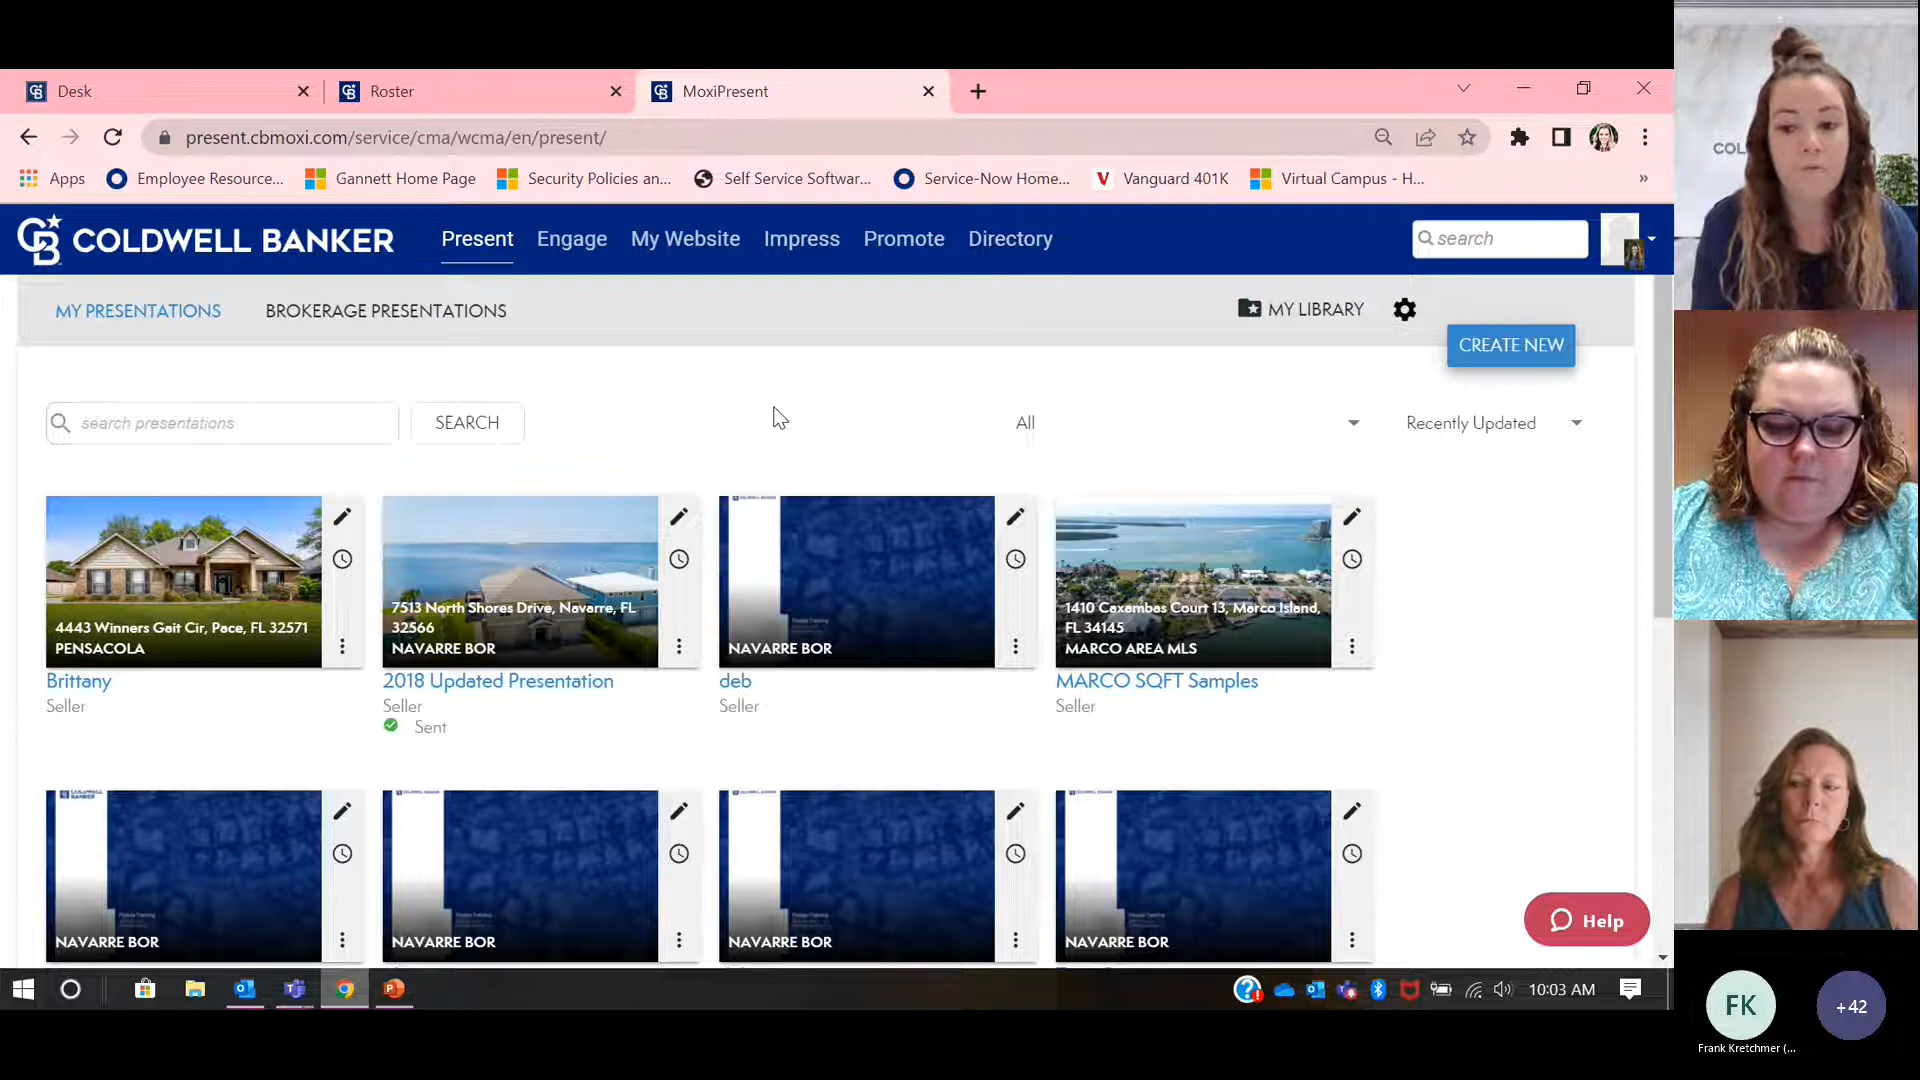 Desk
Roster
MoxiPresent
present.cbmoxi.com/service/cma/wcma/en/present/
Apps
Employee Resource...
Gannett Home Page
Security Policies an...
Self Service Softwar...
Service-Now Home...
Vanguard 401K
Virtual Campus - H...
»
COLDWELL BANKER
Present
Engage
My Website
Impress
Promote
Directory
search
MY PRESENTATIONS
BROKERAGE PRESENTATIONS
MY LIBRARY
CREATE NEW
search presentations
SEARCH
All
Recently Updated
4443 Winners Gait Cir, Pace, FL 32571
PENSACOLA
Brittany
Seller
7513 North Shores Drive, Navarre, FL
32566
NAVARRE BOR
2018 Updated Presentation
Seller
Sent
NAVARRE BOR
deb
Seller
1410 Caxambas Court 13, Marco Island,
FL 34145
MARCO AREA MLS
MARCO SQFT Samples
Seller
NAVARRE BOR
NAVARRE BOR
NAVARRE BOR
NAVARRE BOR
Help
10:03 AM
COL
FK
+42
Frank Kretchmer (...